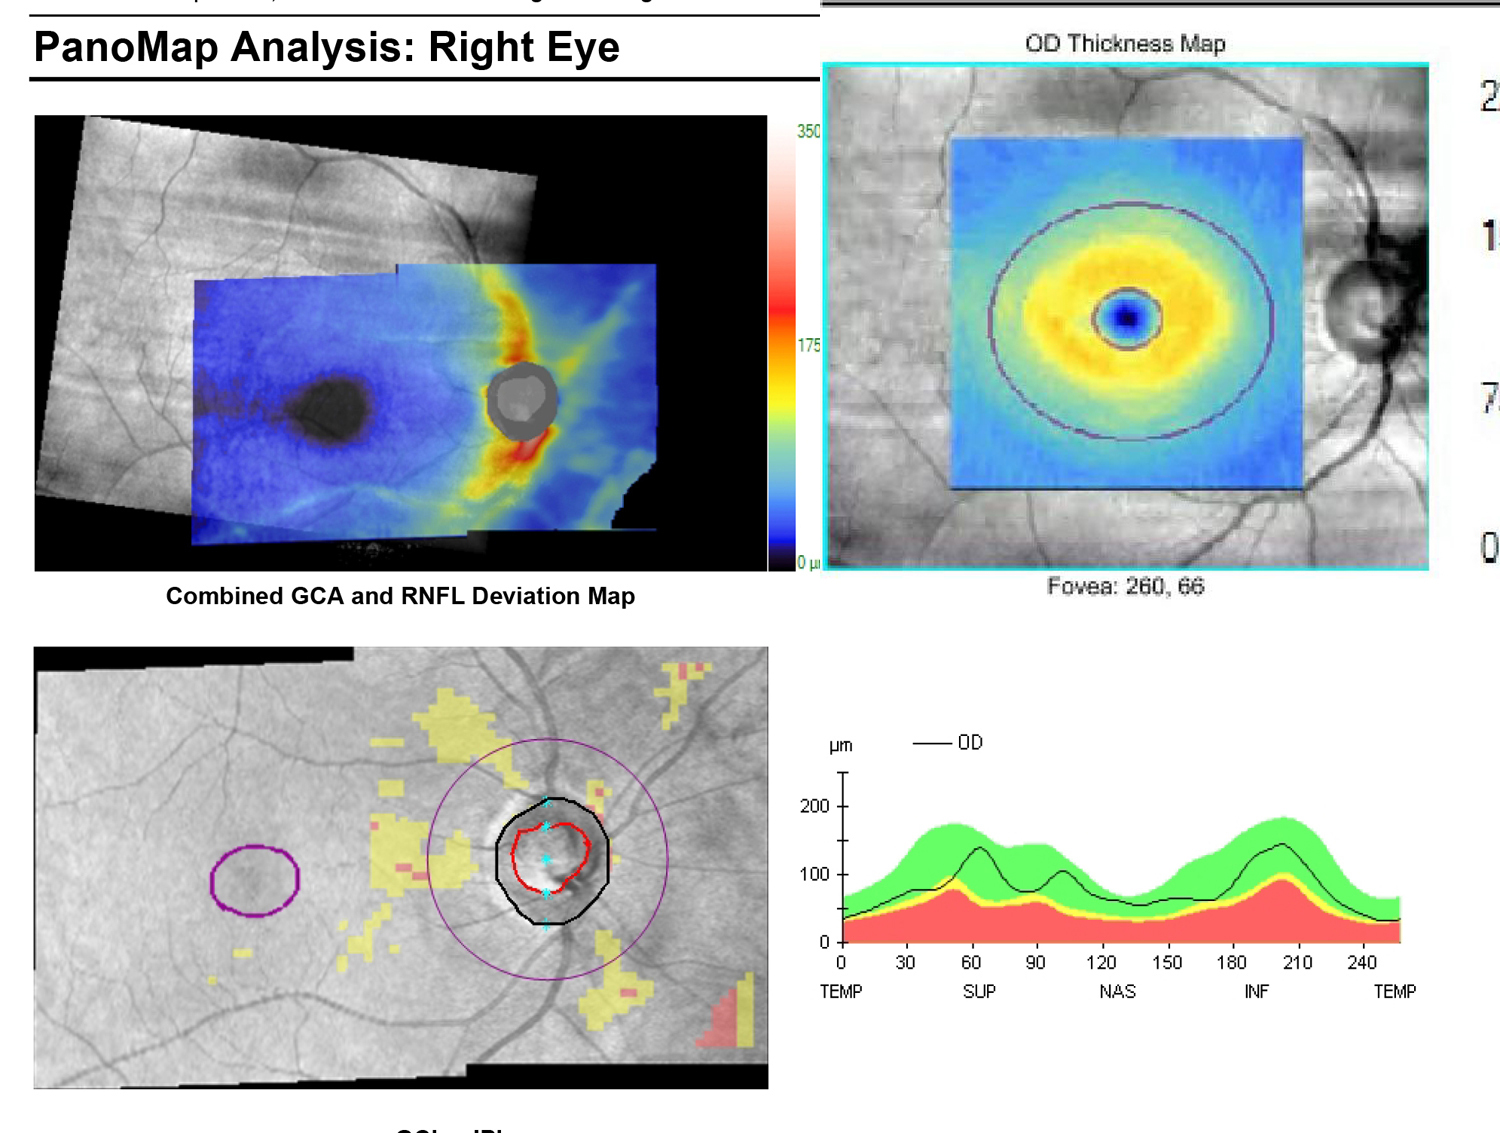 PanoMap Analysis: Right Eye
350
175
0 µ
Combined GCA and RNFL Deviation Map
OD Thickness Map
Fovea: 260, 66
µm
OD
200
100
0
0 30 60 90 120 150 180 210 240
TEMP SUP NAS INF TEMP